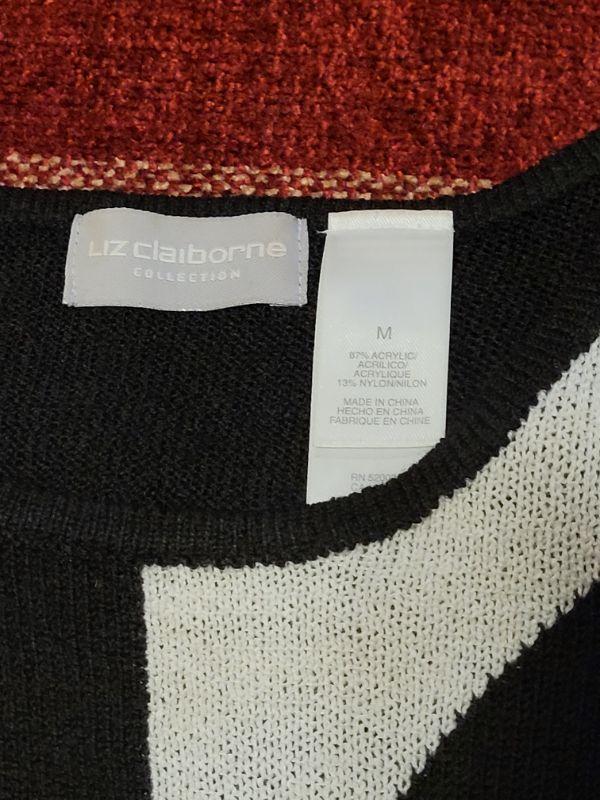 Liz claiborne
COLLECTION
M
87% ACRYLIC/
ACRILICO/
ACRYLIQUE
13% NYLON/NILON
MADE IN CHINA
HECHO EN CHINA
FABRIQUE EN CHINE
RN